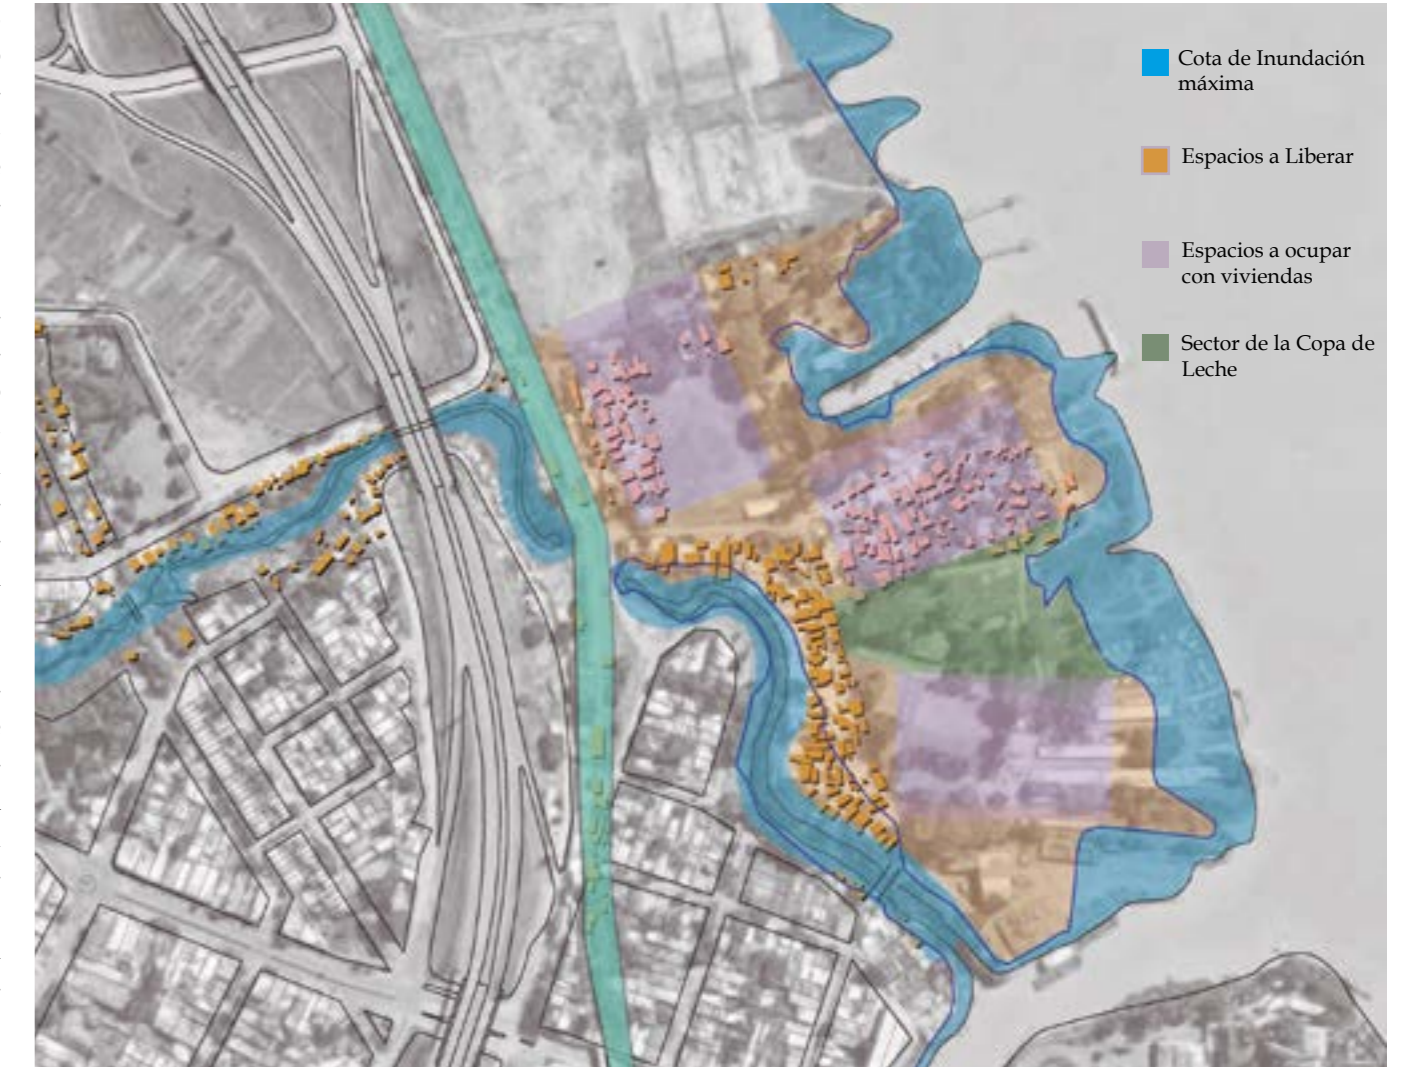 Cota de Inundación
máxima
Espacios a Liberar
Espacios a ocupar
con viviendas
Sector de la Copa de
Leche